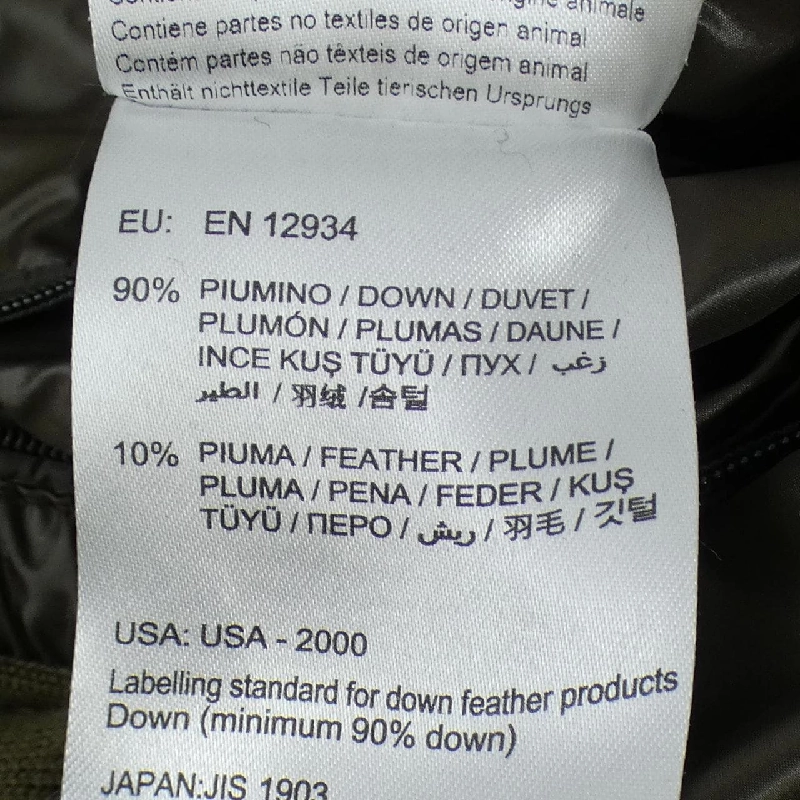 animale
Contiene partes no textiles de origen animal
Contém partes não têxteis de origem animal
Enthält nichttextile Teile tierischen Ursprungs
EU: EN 12934
90% PIUMINO / DOWN / DUVET /
PLUMÓN / PLUMAS / DAUNE /
INCE KUŞ TÜYÜ / ПУХ / زغب
الطير / 羽绒 /솜털
10% PIUMA / FEATHER / PLUME /
PLUMA / PENA / FEDER / KUŞ
TÜYÜ / ПЕРО / ريش / 羽毛 / 깃털
USA: USA - 2000
Labelling standard for down feather products
Down (minimum 90% down)
JAPAN:JIS 1903